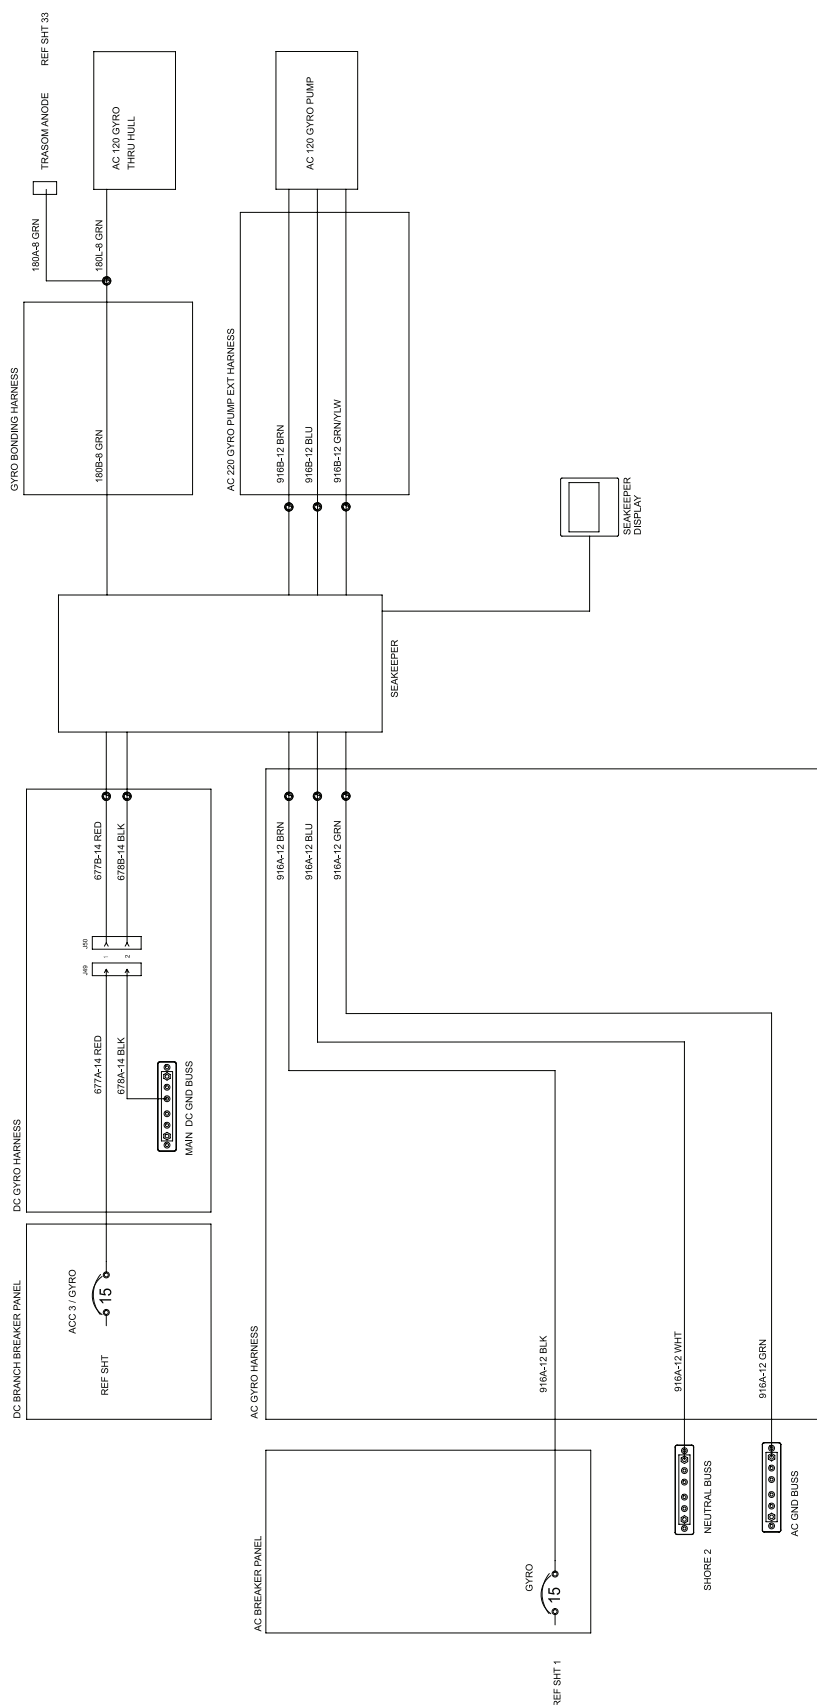 REF SHT 33
TRASOM ANODE
AC 120 GYRO
THRU HULL
AC 120 GYRO PUMP
180A-8 GRN
180L-8 GRN
GYRO BONDING HARNESS
180B-8 GRN
AC 220 GYRO PUMP EXT HARNESS
916B-12 BRN
916B-12 BLU
916B-12 GRN/YLW
SEAKEEPER
DISPLAY
SEAKEEPER
DC GYRO HARNESS
677B-14 RED
678B-14 BLK
J50
1
2
J49
677A-14 RED
678A-14 BLK
MAIN DC GND BUSS
916A-12 BRN
916A-12 BLU
916A-12 GRN
DC BRANCH BREAKER PANEL
ACC 3 / GYRO
15
REF SHT
AC GYRO HARNESS
916A-12 BLK
916A-12 WHT
916A-12 GRN
AC BREAKER PANEL
GYRO
15
REF SHT 1
SHORE 2 NEUTRAL BUSS
AC GND BUSS